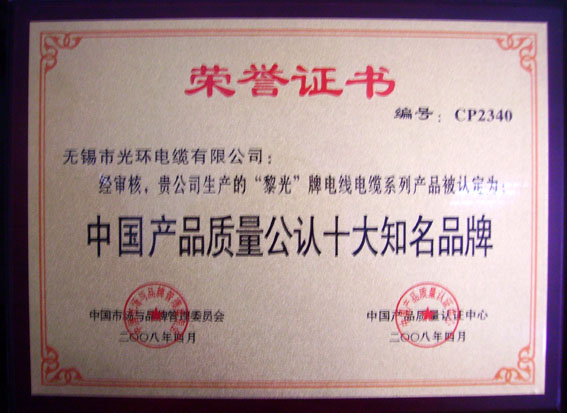 荣誉证书
编号：CP2340
无锡市光环电缆有限公司：
经审核，贵公司生产的“黎光”牌电线电缆系列产品被认定为：
中国产品质量公认十大知名品牌
中国市场与品牌管理委员会 中国产品质量认证中心
二〇〇八年四月 二〇〇八年四月